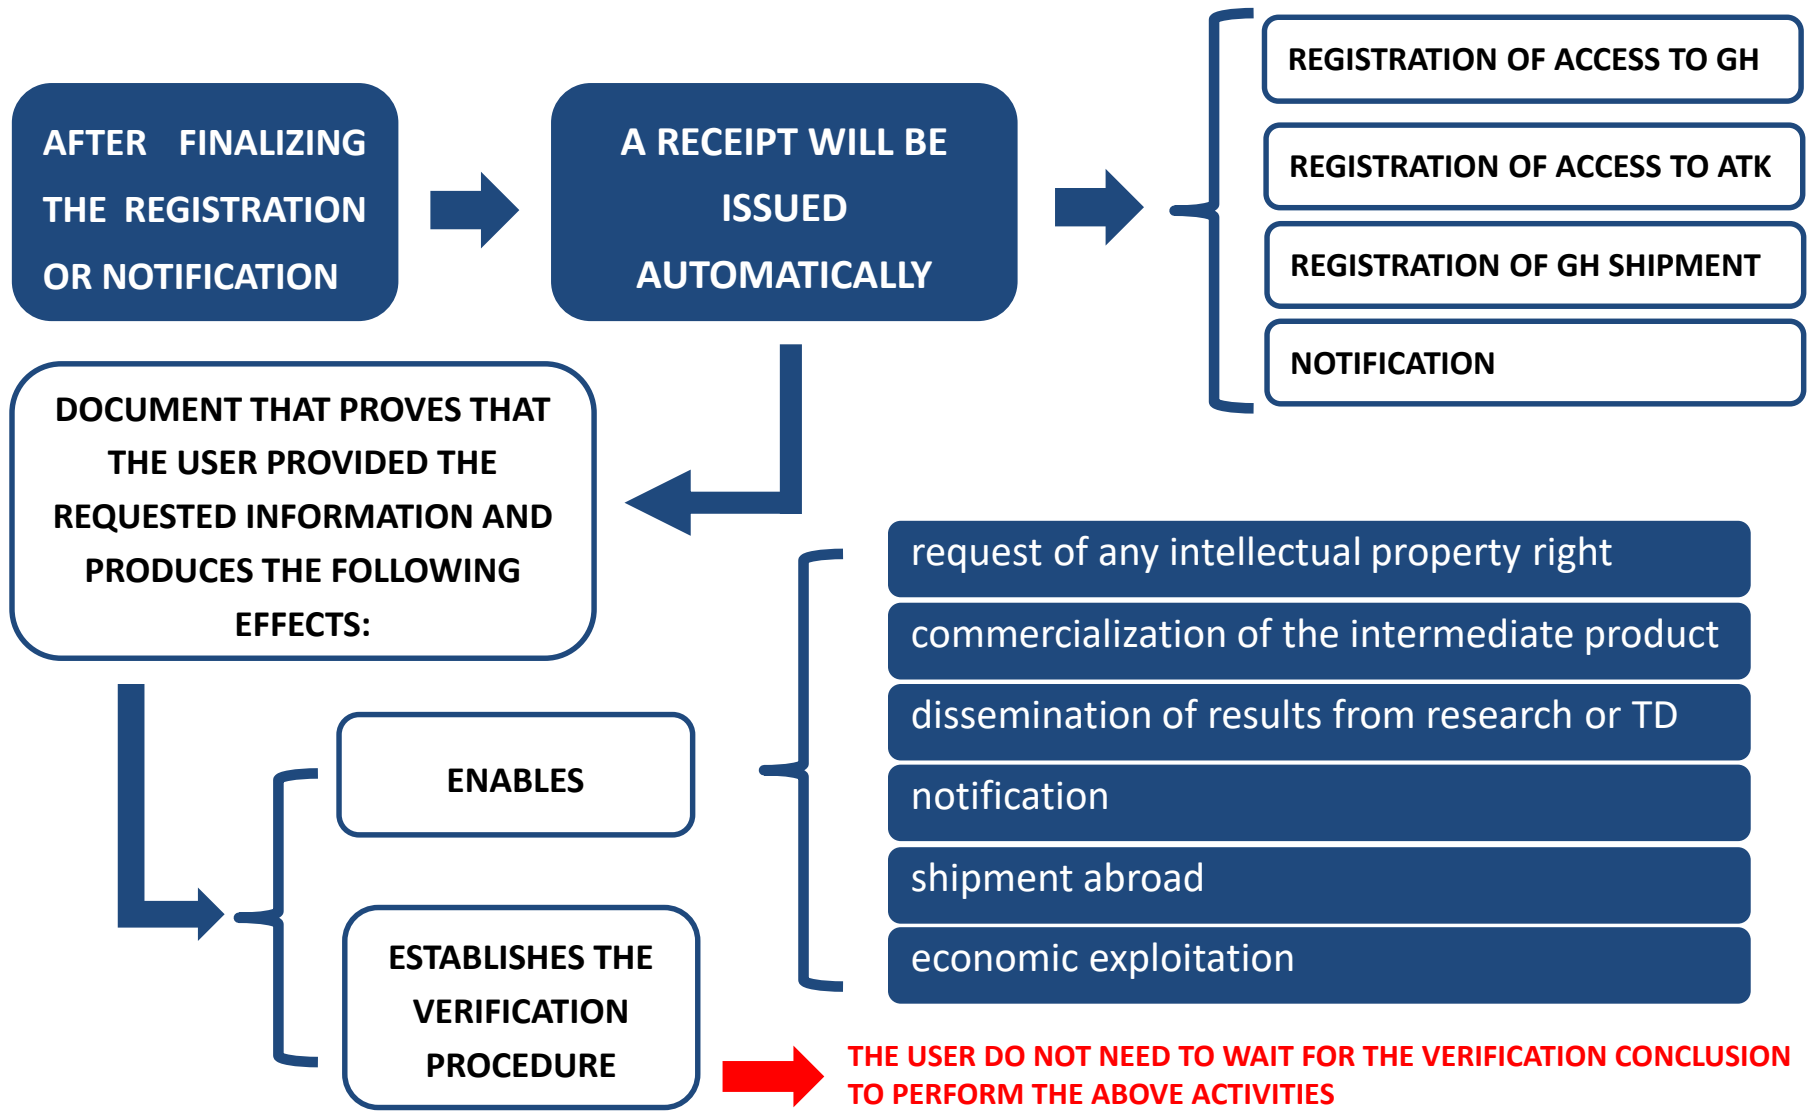 AFTER FINALIZING
THE REGISTRATION
OR NOTIFICATION
A RECEIPT WILL BE
ISSUED
AUTOMATICALLY
REGISTRATION OF ACCESS TO GH
REGISTRATION OF ACCESS TO ATK
REGISTRATION OF GH SHIPMENT
NOTIFICATION
DOCUMENT THAT PROVES THAT
THE USER PROVIDED THE
REQUESTED INFORMATION AND
PRODUCES THE FOLLOWING
EFFECTS:
ENABLES
request of any intellectual property right
commercialization of the intermediate product
dissemination of results from research or TD
notification
shipment abroad
economic exploitation
ESTABLISHES THE
VERIFICATION
PROCEDURE
THE USER DO NOT NEED TO WAIT FOR THE VERIFICATION CONCLUSION
TO PERFORM THE ABOVE ACTIVITIES